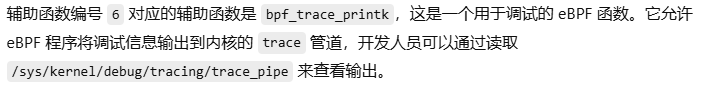 辅助函数编号 6 对应的辅助函数是 bpf_trace_printk，这是一个用于调试的 eBPF 函数。它允许
eBPF 程序将调试信息输出到内核的 trace 管道，开发人员可以通过读取
/sys/kernel/debug/tracing/trace_pipe 来查看输出。